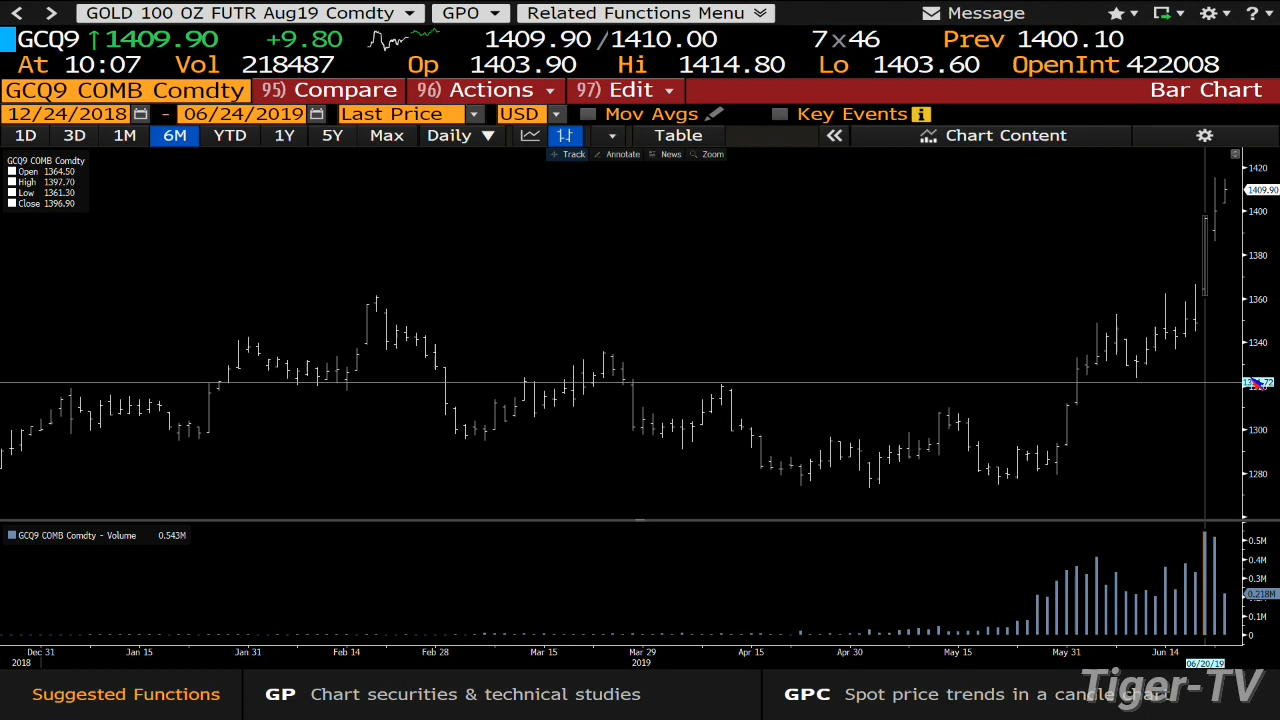 GOLD 100 OZ FUTR Aug19 Comdty GPO Related Functions Menu Message ?
GCQ9 ↑1409.90 +9.80 1409.90/1410.00 7×46 Prev 1400.10
At 10:07 Vol 218487 Op 1403.90 Hi 1414.80 Lo 1403.60 OpenInt 422008
GCQ9 COMB Comdty 95) Compare 96) Actions 97) Edit Bar Chart
12/24/2018 - 06/24/2019 Last Price USD Mov Avgs Key Events
1D 3D 1M 6M YTD 1Y 5Y Max Daily ▼ Table « Chart Content
Track Annotate News Zoom
GCQ9 COMB Comdty
Open 1364.50
High 1397.70
Low 1361.30
Close 1396.90
1420
1409.90
1400
1380
1360
1340
1300
1280
GCQ9 COMB Comdty - Volume 0.543M
0.5M
0.4M
0.3M
0.218M
0.1M
0
Dec 31 Jan 15 Jan 31 Feb 14 Feb 28 Mar 15 Mar 29 Apr 15 Apr 30 May 15 May 31 Jun 14
2018 2019 06/20/19
Suggested Functions GP Chart securities & technical studies GPC Spot price trends in a candle chart
Tiger-TV